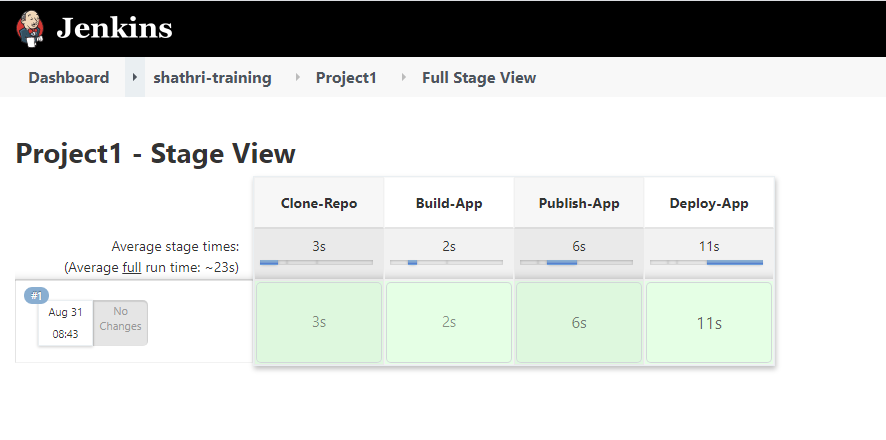 Jenkins
Dashboard shathri-training Project1 Full Stage View
Project1 - Stage View
Clone-Repo Build-App Publish-App Deploy-App
Average stage times: 3s 2s 6s 11s
(Average full run time: ~23s)
#1
Aug 31 No
08:43 Changes
3s 2s 6s 11s